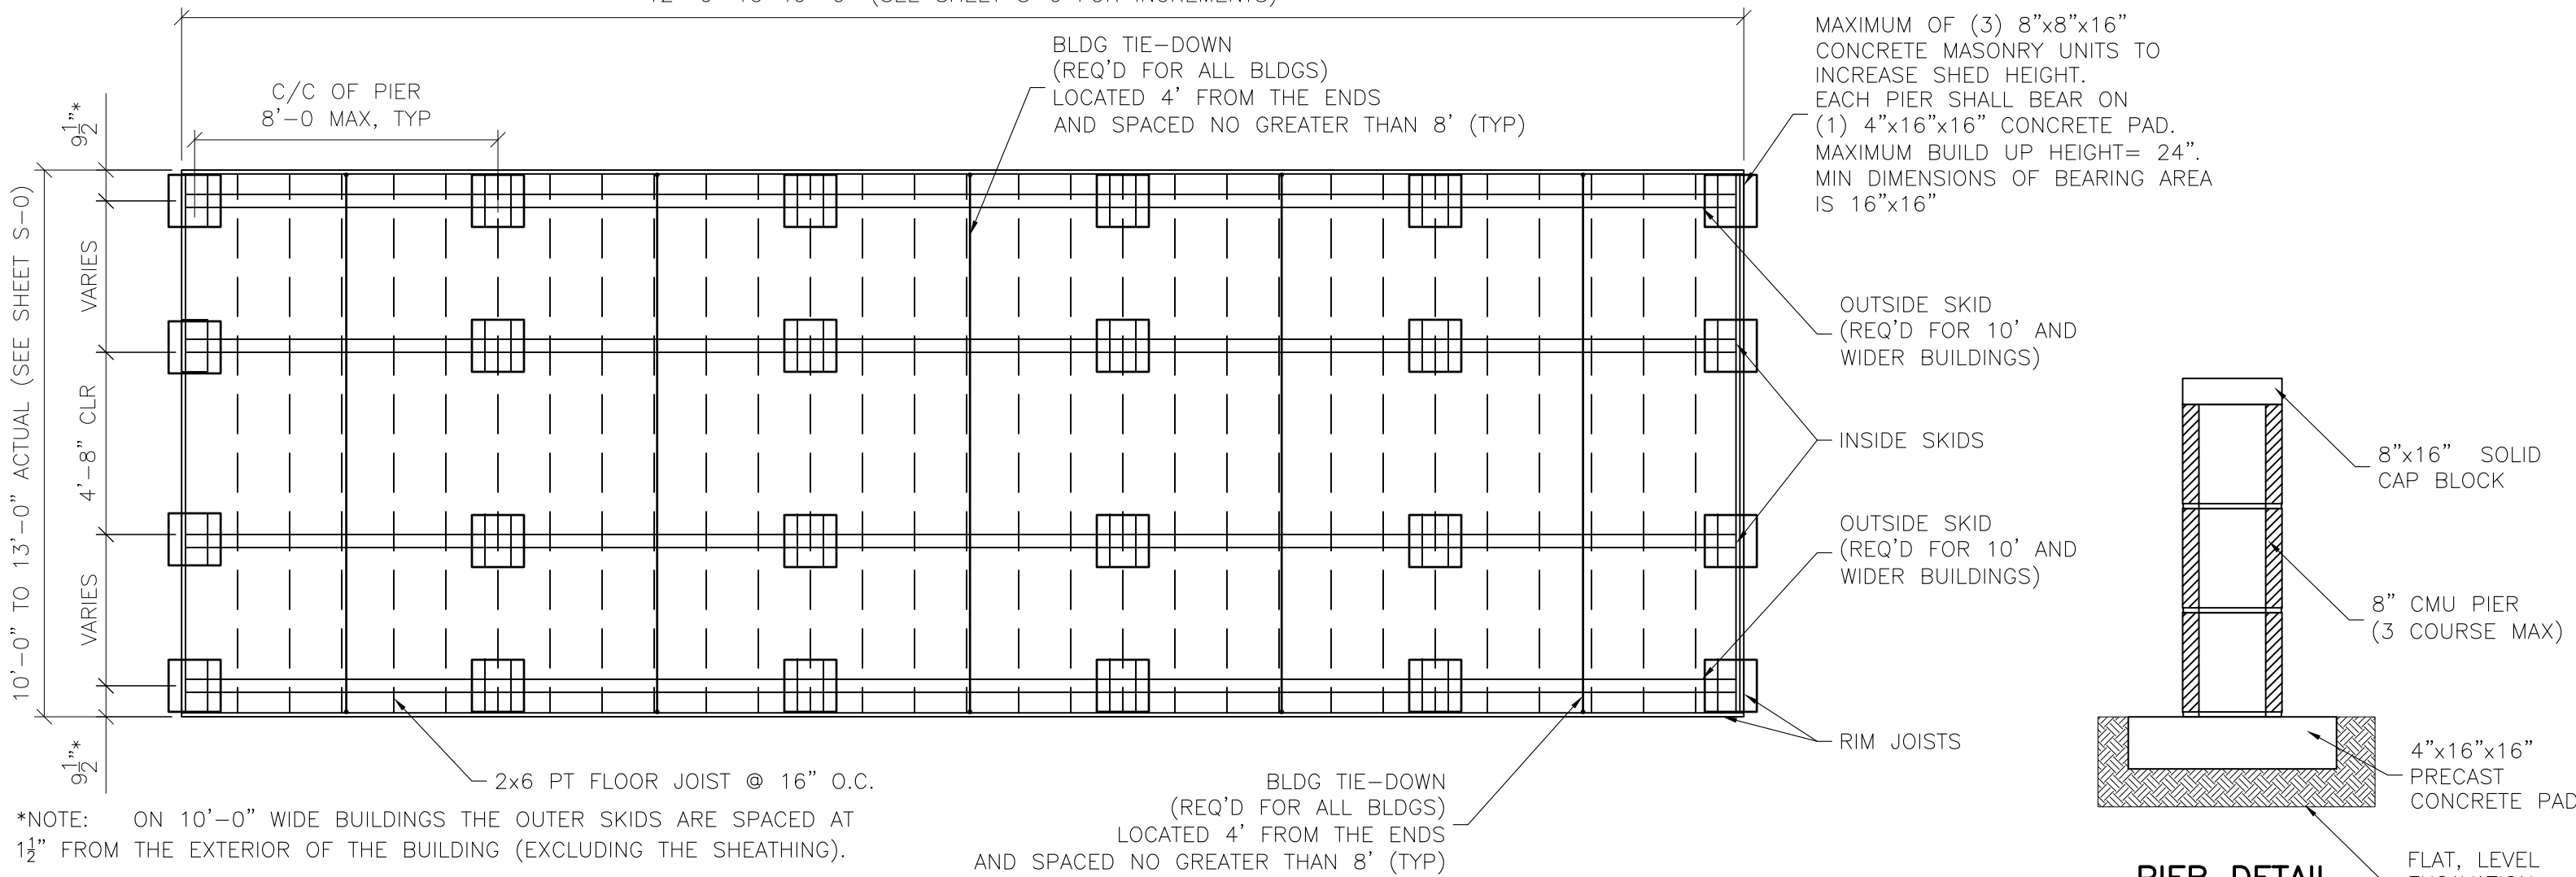 MAXIMUM OF (3) 8"x8"x16"
CONCRETE MASONRY UNITS TO
INCREASE SHED HEIGHT.
EACH PIER SHALL BEAR ON
(1) 4"x16"x16" CONCRETE PAD.
MAXIMUM BUILD UP HEIGHT= 24".
MIN DIMENSIONS OF BEARING AREA
IS 16"x16"
BLDG TIE-DOWN
(REQ'D FOR ALL BLDGS)
LOCATED 4' FROM THE ENDS
AND SPACED NO GREATER THAN 8' (TYP)
C/C OF PIER
8'-0 MAX, TYP
9 1/2"*
10'-0" TO 13'-0" ACTUAL (SEE SHEET S-0)
VARIES
4'-8" CLR
VARIES
9 1/2"*
OUTSIDE SKID
(REQ'D FOR 10' AND
WIDER BUILDINGS)
INSIDE SKIDS
OUTSIDE SKID
(REQ'D FOR 10' AND
WIDER BUILDINGS)
RIM JOISTS
2x6 PT FLOOR JOIST @ 16" O.C.
*NOTE: ON 10'-0" WIDE BUILDINGS THE OUTER SKIDS ARE SPACED AT
1 1/2" FROM THE EXTERIOR OF THE BUILDING (EXCLUDING THE SHEATHING).
BLDG TIE-DOWN
(REQ'D FOR ALL BLDGS)
LOCATED 4' FROM THE ENDS
AND SPACED NO GREATER THAN 8' (TYP)
8"x16" SOLID
CAP BLOCK
8" CMU PIER
(3 COURSE MAX)
4"x16"x16"
PRECAST
CONCRETE PAD
FLAT, LEVEL
PIER DETAIL